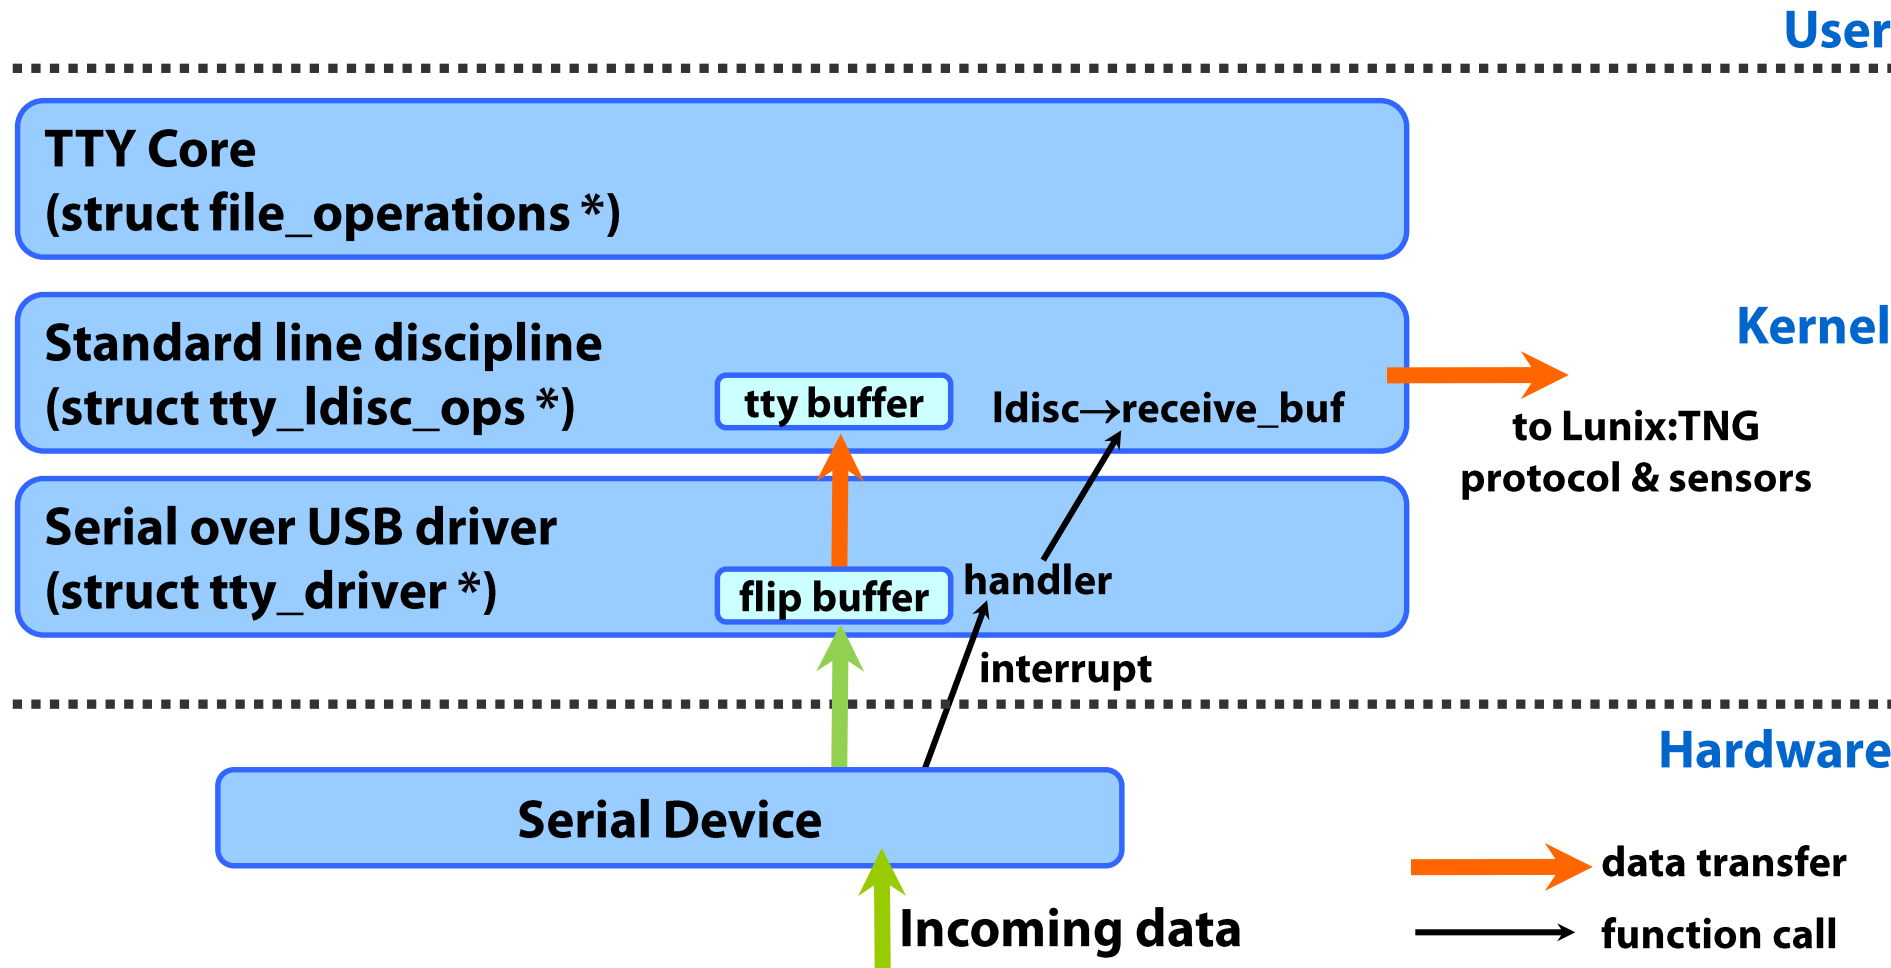 User
TTY Core
(struct file_operations *)
Standard line discipline
(struct tty_ldisc_ops *)
tty buffer
ldisc→receive_buf
Kernel
to Lunix:TNG
protocol & sensors
Serial over USB driver
(struct tty_driver *)
flip buffer
handler
interrupt
Hardware
Serial Device
Incoming data
data transfer
function call